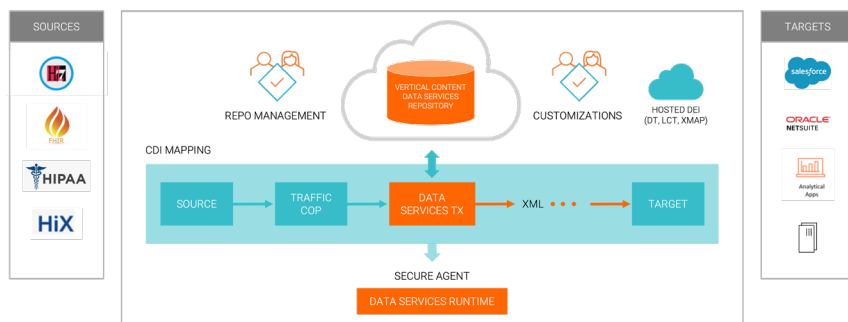 SOURCES
H7
FHIR
HIPAA
HiX
VERTICAL CONTENT
DATA SERVICES
REPOSITORY
REPO MANAGEMENT
CUSTOMIZATIONS
HOSTED DEI
(DT, LCT, XMAP)
CDI MAPPING
SOURCE
TRAFFIC
COP
DATA
SERVICES TX
XML
TARGET
SECURE AGENT
DATA SERVICES RUNTIME
TARGETS
salesforce
ORACLE
NETSUITE
Analytical
Apps